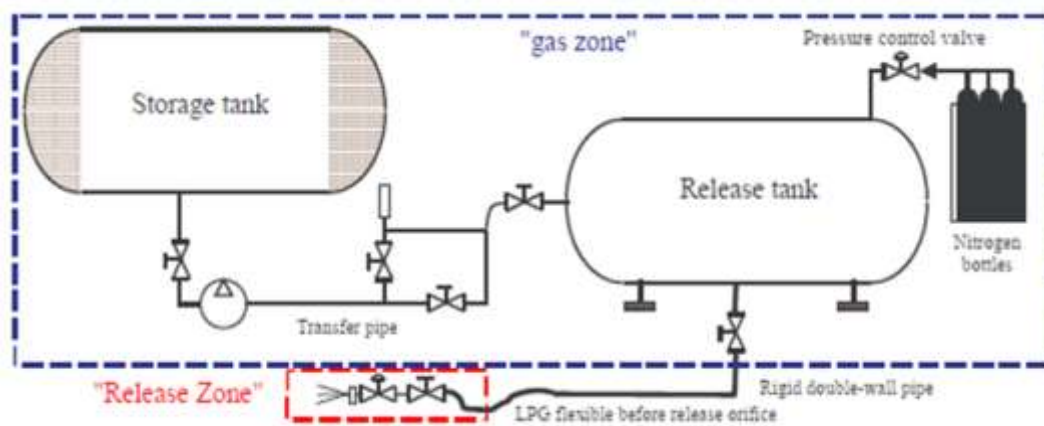 "gas zone"
Pressure control valve
Storage tank
Release tank
Nitrogen
bottles
Transfer pipe
"Release Zone"
Rigid double-wall pipe
LPG flexible before release orifice